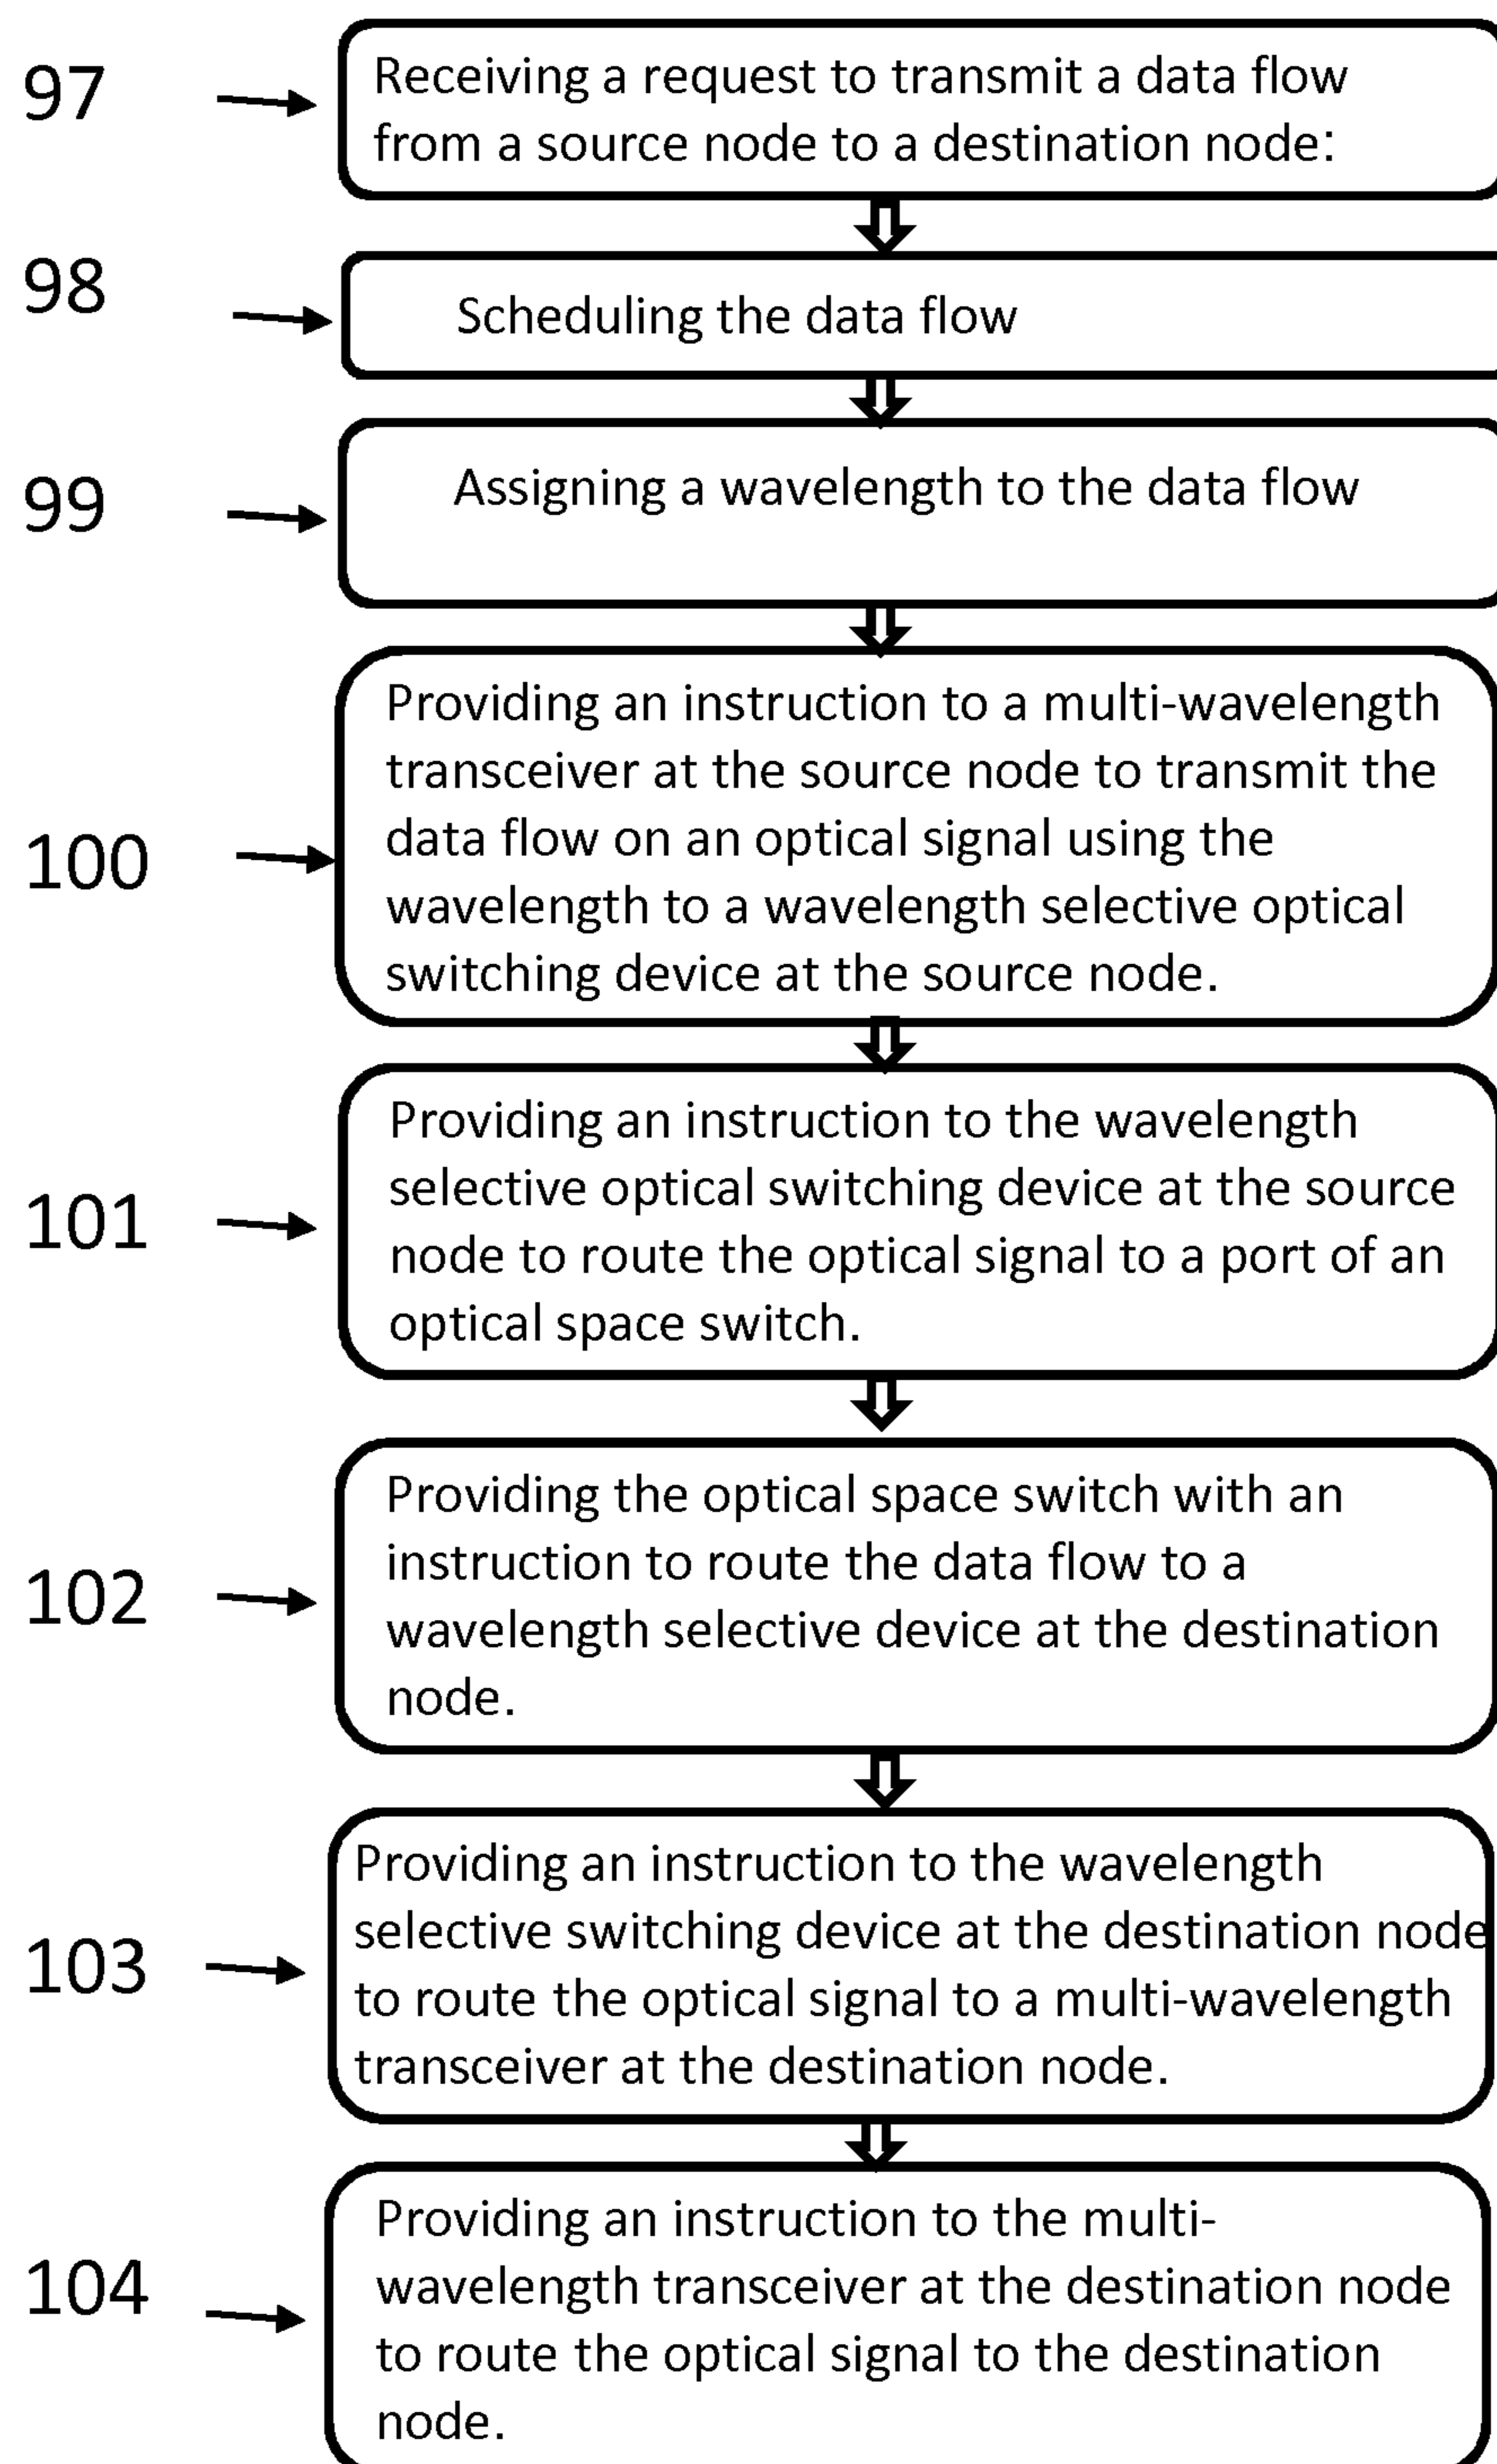 97
Receiving a request to transmit a data flow
from a source node to a destination node:
98
Scheduling the data flow
99
Assigning a wavelength to the data flow
100
Providing an instruction to a multi-wavelength
transceiver at the source node to transmit the
data flow on an optical signal using the
wavelength to a wavelength selective optical
switching device at the source node.
101
Providing an instruction to the wavelength
selective optical switching device at the source
node to route the optical signal to a port of an
optical space switch.
102
Providing the optical space switch with an
instruction to route the data flow to a
wavelength selective device at the destination
node.
103
Providing an instruction to the wavelength
selective switching device at the destination node
to route the optical signal to a multi-wavelength
transceiver at the destination node.
104
Providing an instruction to the multi-
wavelength transceiver at the destination node
to route the optical signal to the destination
node.